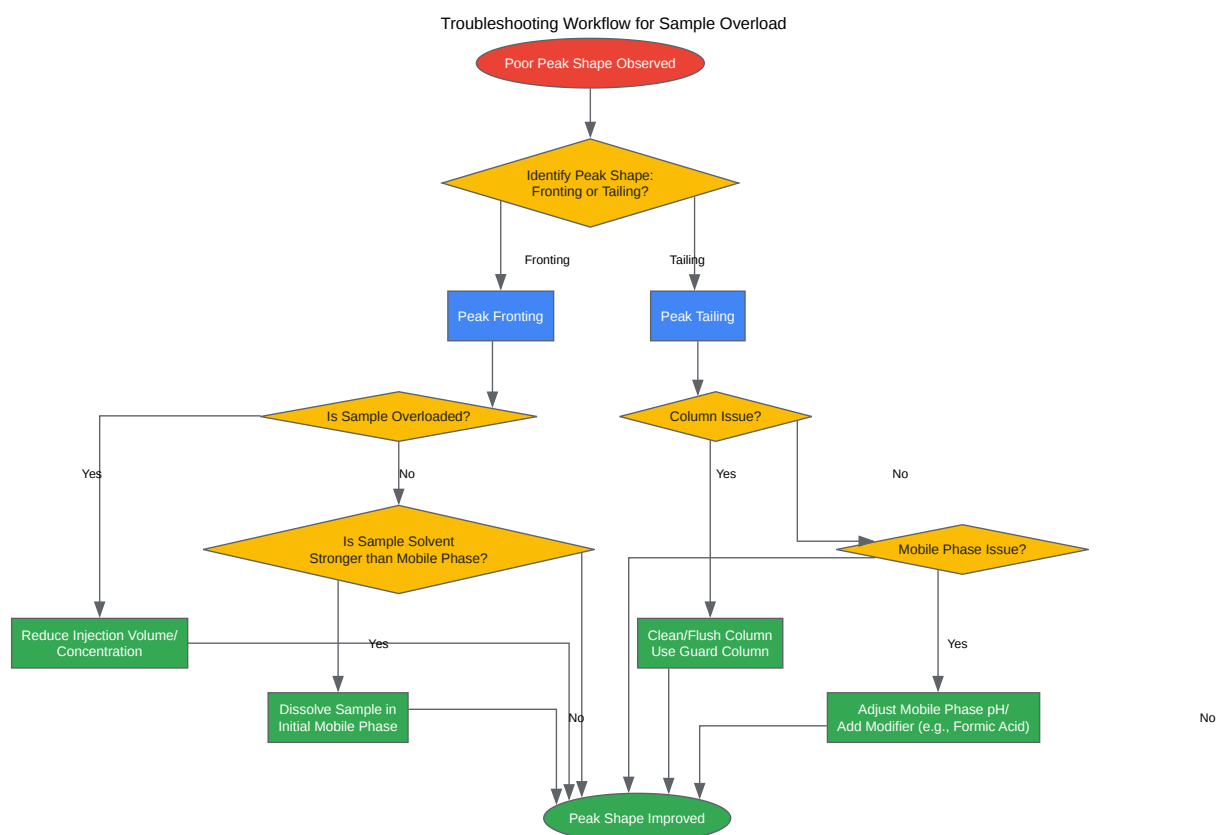 Troubleshooting Workflow for Sample Overload
Poor Peak Shape Observed
Identify Peak Shape:
Fronting or Tailing?
Fronting
Tailing
Peak Fronting
Peak Tailing
Is Sample Overloaded?
Column Issue?
Yes
No
Yes
No
Is Sample Solvent
Stronger than Mobile Phase?
Mobile Phase Issue?
Reduce Injection Volume/
Concentration
Yes
Clean/Flush Column
Use Guard Column
Yes
Dissolve Sample in
Initial Mobile Phase
No
Adjust Mobile Phase pH/
Add Modifier (e.g., Formic Acid)
No
Peak Shape Improved